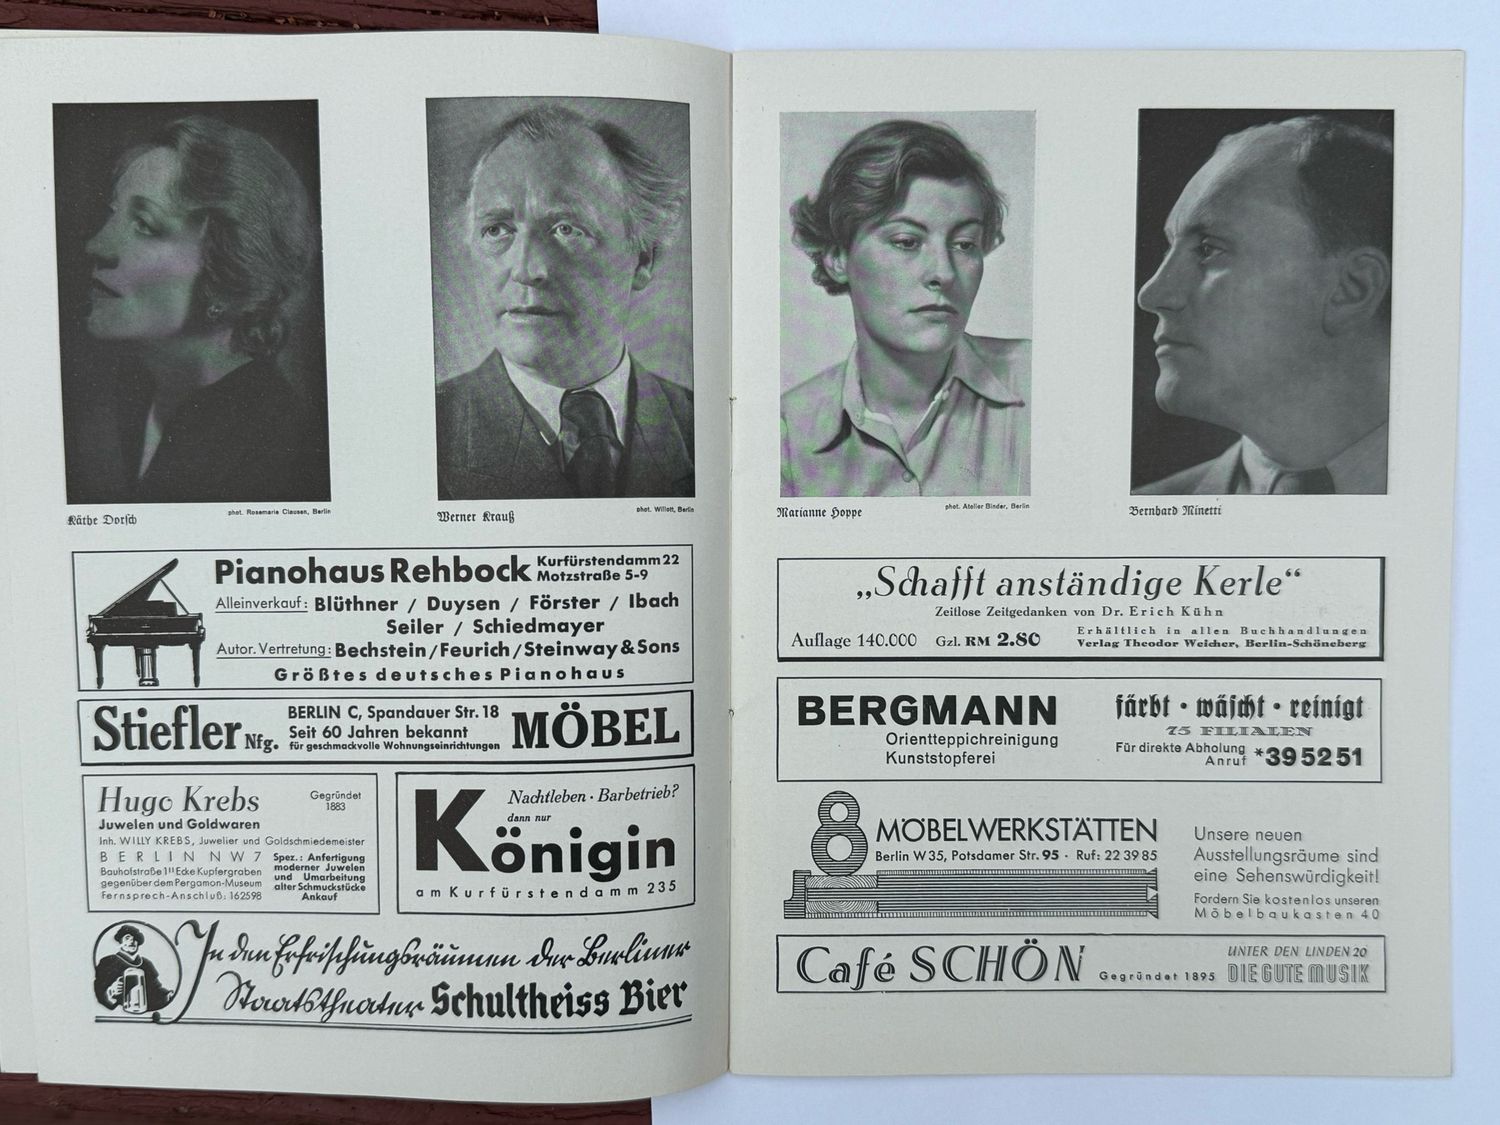 Käthe Dorsch
phot. Rosemarie Clausen, Berlin
Werner Krauß
phot. Willott, Berlin
Pianohaus Rehbock
Kurfürstendamm 22
Motzstraße 5-9
Alleinverkauf: Blüthner / Duysen / Förster / Ibach
Seiler / Schiedmayer
Autor. Vertretung: Bechstein/Feurich/Steinway & Sons
Größtes deutsches Pianohaus
Stiefler Nfg.
BERLIN C, Spandauer Str. 18
Seit 60 Jahren bekannt
für geschmackvolle Wohnungseinrichtungen
MÖBEL
Hugo Krebs
Gegründet
1883
Juwelen und Goldwaren
Inh. WILLY KREBS, Juwelier und Goldschmiedemeister
BERLIN NW 7
Bauhofstraße 1 III Ecke Kupfergraben
gegenüber dem Pergamon-Museum
Fernsprech-Anschluß: 162598
Spez.: Anfertigung
moderner Juwelen
und Umarbeitung
alter Schmuckstücke
Ankauf
Nachtleben · Barbetrieb?
dann nur
Königin
am Kurfürstendamm 235
In den Erfrischungsräumen der Berliner
Staatstheater Schultheiss Bier
Marianne Hoppe
phot. Atelier Binder, Berlin
Bernhard Minetti
„Schafft anständige Kerle“
Zeitlose Zeitgedanken von Dr. Erich Kühn
Auflage 140.000 Gzl. RM 2.80
Erhältlich in allen Buchhandlungen
Verlag Theodor Weicher, Berlin-Schöneberg
BERGMANN
Orientteppichreinigung
Kunststopferei
färbt · wäscht · reinigt
75 FILIALEN
Für direkte Abholung
Anruf *39 52 51
8 MÖBELWERKSTÄTTEN
Berlin W 35, Potsdamer Str. 95 · Ruf: 22 39 85
Unsere neuen
Ausstellungsräume sind
eine Sehenswürdigkeit!
Fordern Sie kostenlos unseren
Möbelbaukasten 40
Café SCHÖN
Gegründet 1895
UNTER DEN LINDEN 20
DIE GUTE MUSIK